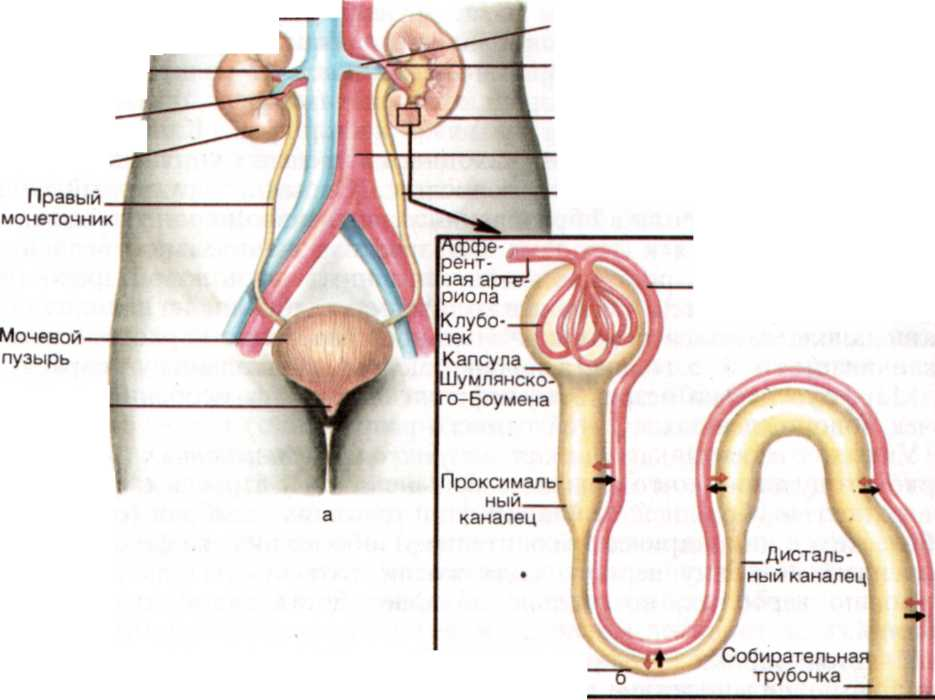 Правый
мочеточник
Мочевой
пузырь
а
Аффе-
рент-
ная арте-
риола
Клубо-
чек
Капсула
Шумлянско-
го–Боумена
Проксималь-
ный
каналец
Дисталь-
ный каналец
Собирательная
трубочка
б